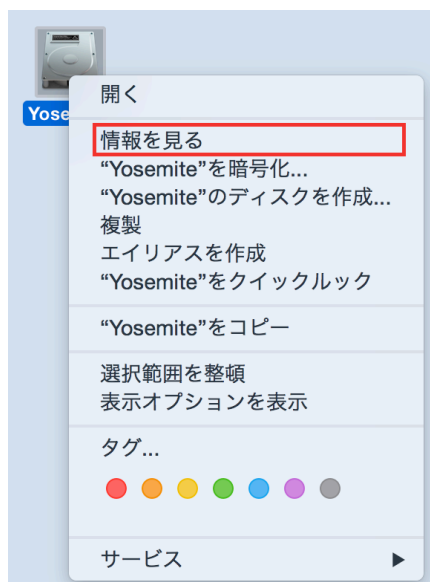 Yose
開く
情報を見る
“Yosemite”を暗号化...
“Yosemite”のディスクを作成...
複製
エイリアスを作成
“Yosemite”をクイックルック
“Yosemite”をコピー
選択範囲を整頓
表示オプションを表示
タグ...
サービス